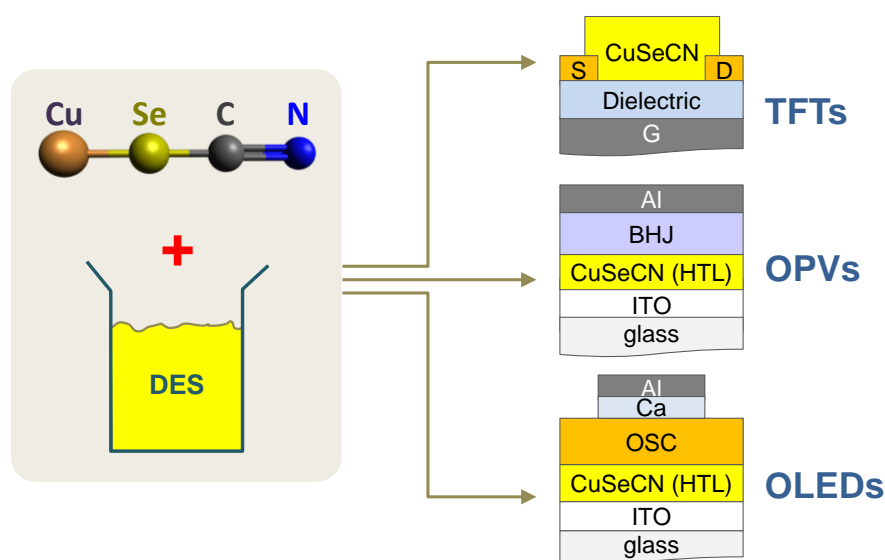 Cu Se C N
+
DES
CuSeCN
S D
Dielectric
G
TFTs
Al
BHJ
CuSeCN (HTL)
ITO
glass
OPVs
Al
Ca
OSC
CuSeCN (HTL)
ITO
glass
OLEDs